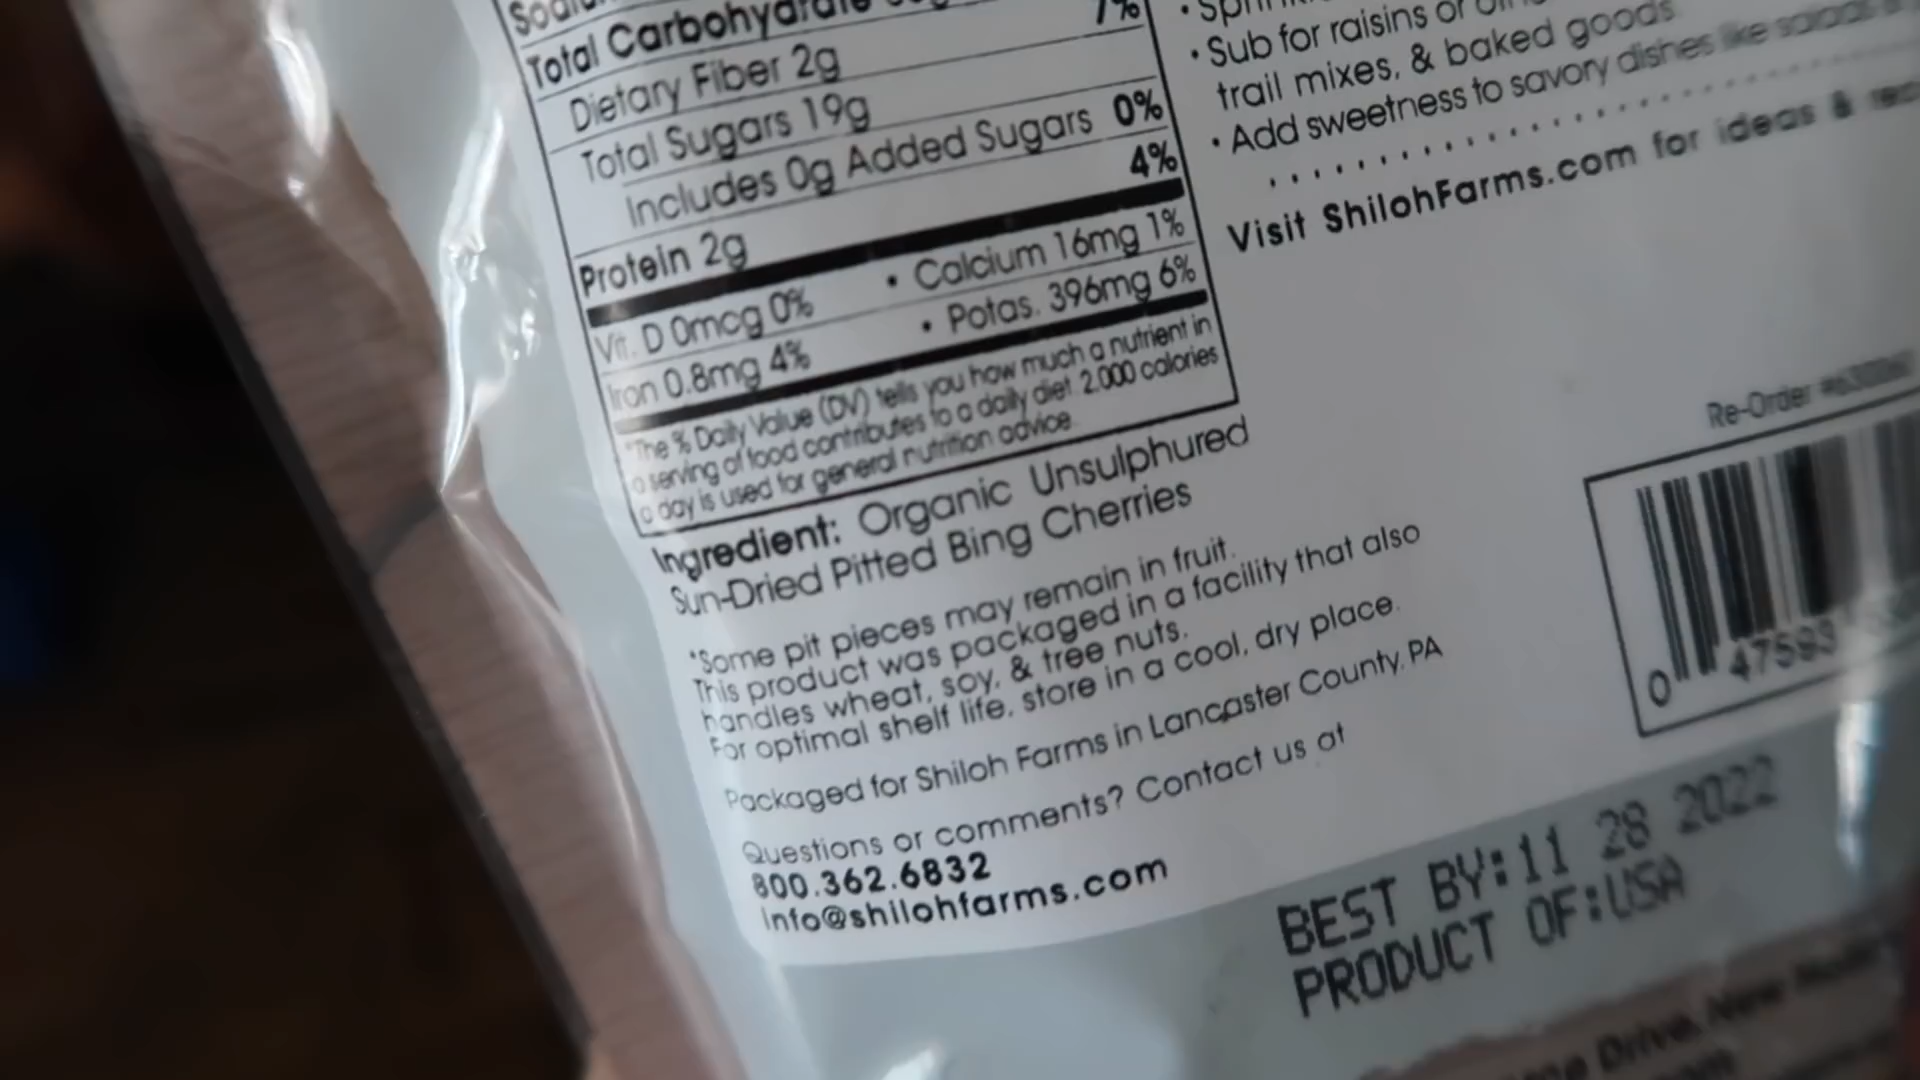 Total Carbohydrate
7%
Dietary Fiber 2g
Total Sugars 19g
Includes 0g Added Sugars 0%
Protein 2g 4%
Vit. D 0mcg 0% • Calcium 16mg 1%
Iron 0.8mg 4% • Potas. 396mg 6%
*The % Daily Value (DV) tells you how much a nutrient in
a serving of food contributes to a daily diet. 2,000 calories
a day is used for general nutrition advice.
Ingredient: Organic Unsulphured
Sun-Dried Pitted Bing Cherries
*Some pit pieces may remain in fruit.
This product was packaged in a facility that also
handles wheat, soy, & tree nuts.
For optimal shelf life, store in a cool, dry place.
Packaged for Shiloh Farms in Lancaster County, PA
Questions or comments? Contact us at
800.362.6832
info@shilohfarms.com
• Sub for raisins or
trail mixes, & baked goods
• Add sweetness to savory dishes like salads
Visit ShilohFarms.com for ideas &
Re-Order
0 47593
BEST BY:11 28 2022
PRODUCT OF:USA
Drive, New